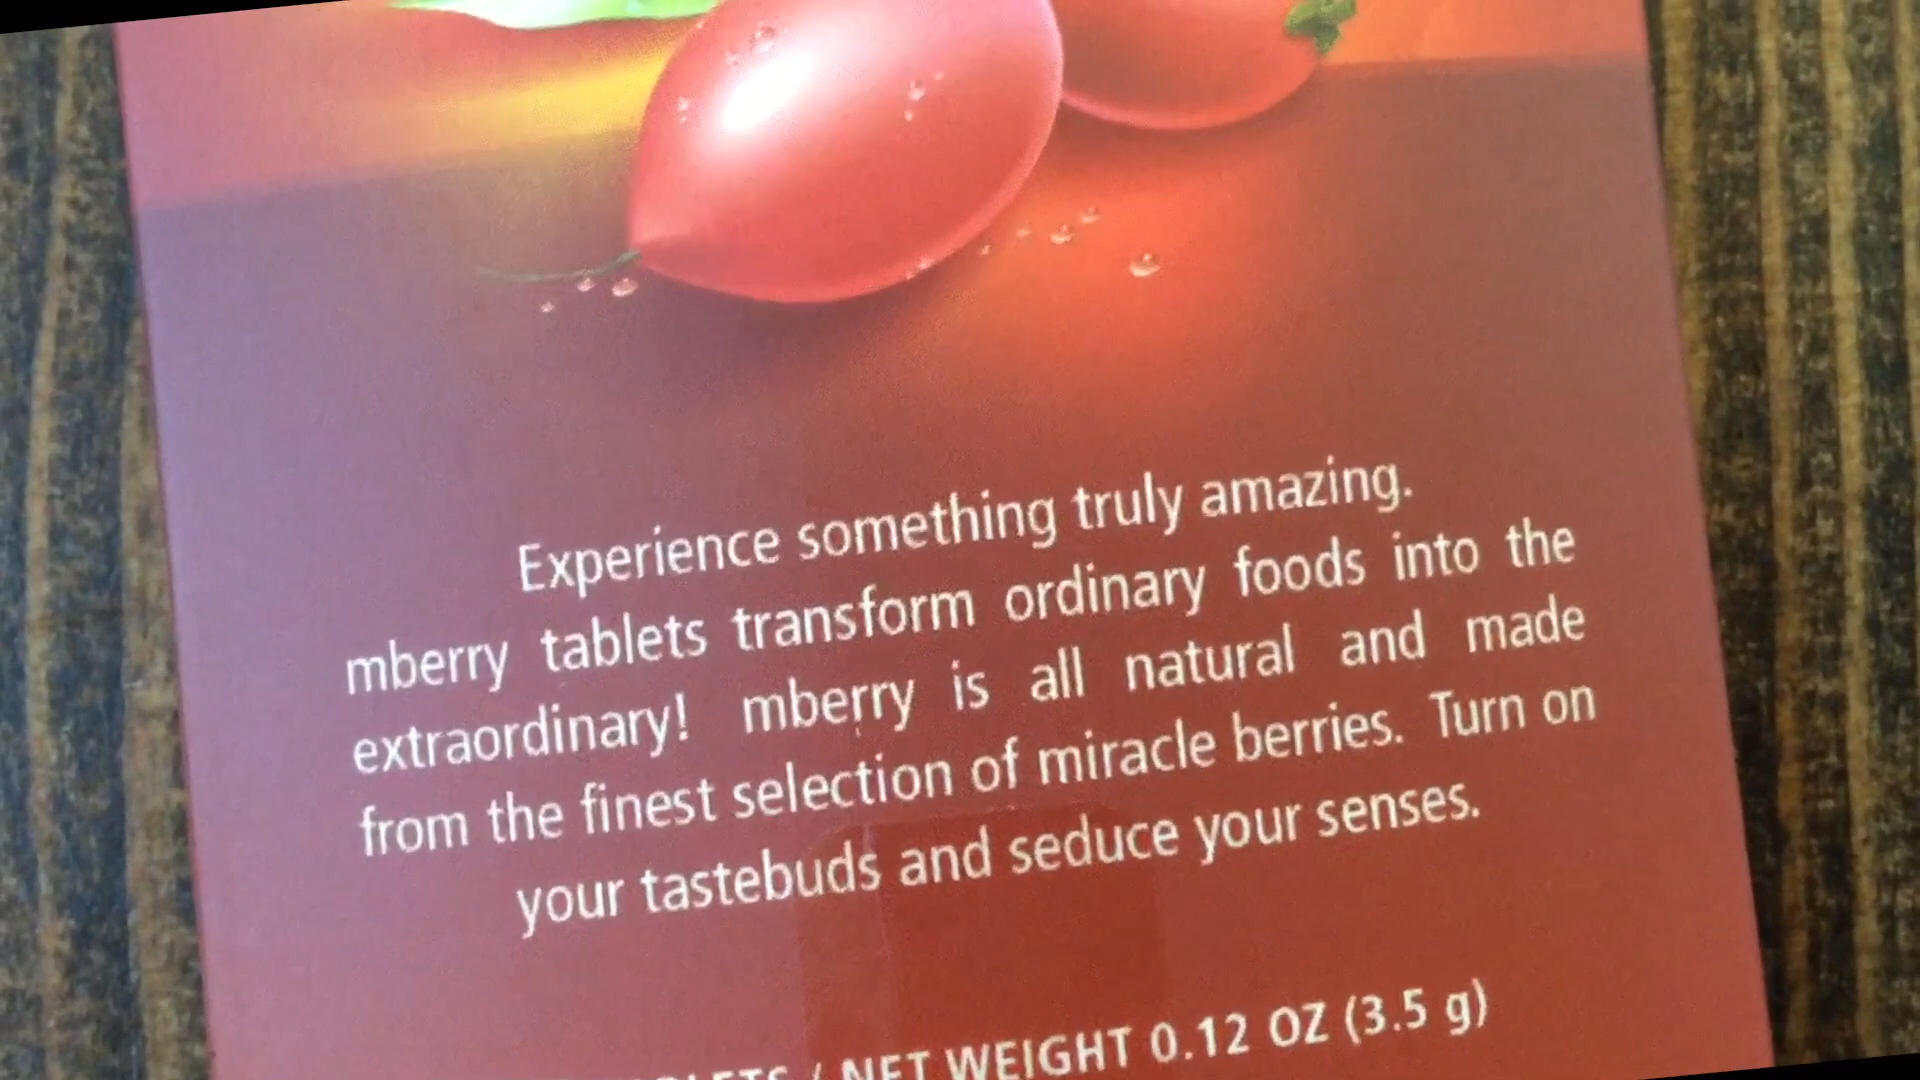 Experience something truly amazing.
mberry tablets transform ordinary foods into the
extraordinary! mberry is all natural and made
from the finest selection of miracle berries. Turn on
your tastebuds and seduce your senses.
/ NET WEIGHT 0.12 OZ (3.5 g)